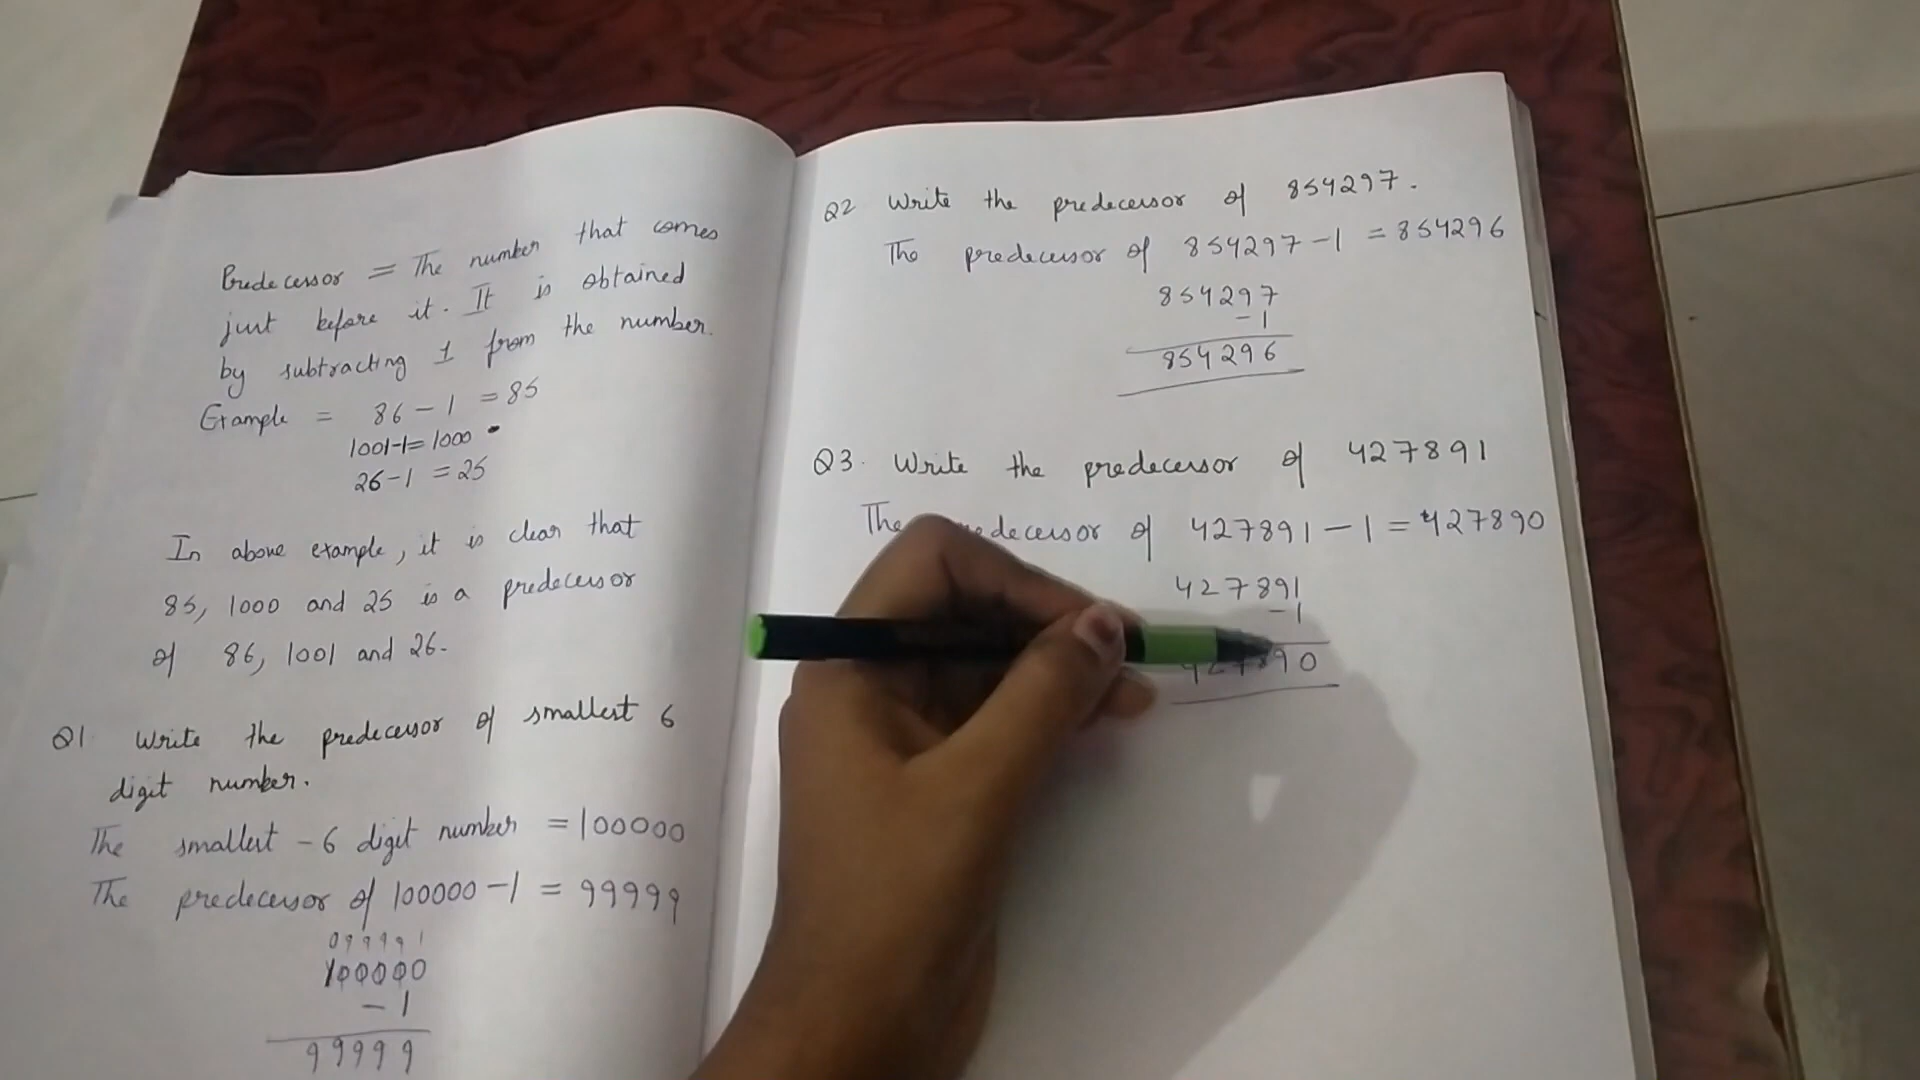 Predecessor = The number that comes
just before it. It is obtained
by subtracting 1 from the number.
Example = 86 - 1 = 85
1001-1= 1000
26-1 = 25
In above example, it is clear that
85, 1000 and 25 is a predecessor
of 86, 1001 and 26.
Q1. Write the predecessor of smallest 6
digit number.
The smallest - 6 digit number = 100000
The predecessor of 100000-1 = 99999
099991
100000
- 1
99999
Q2 Write the predecessor of 854297.
The predecessor of 854297-1 = 854296
854297
-1
854296
Q3. Write the predecessor of 427891
The of 427891-1 = 427890
427891
-1